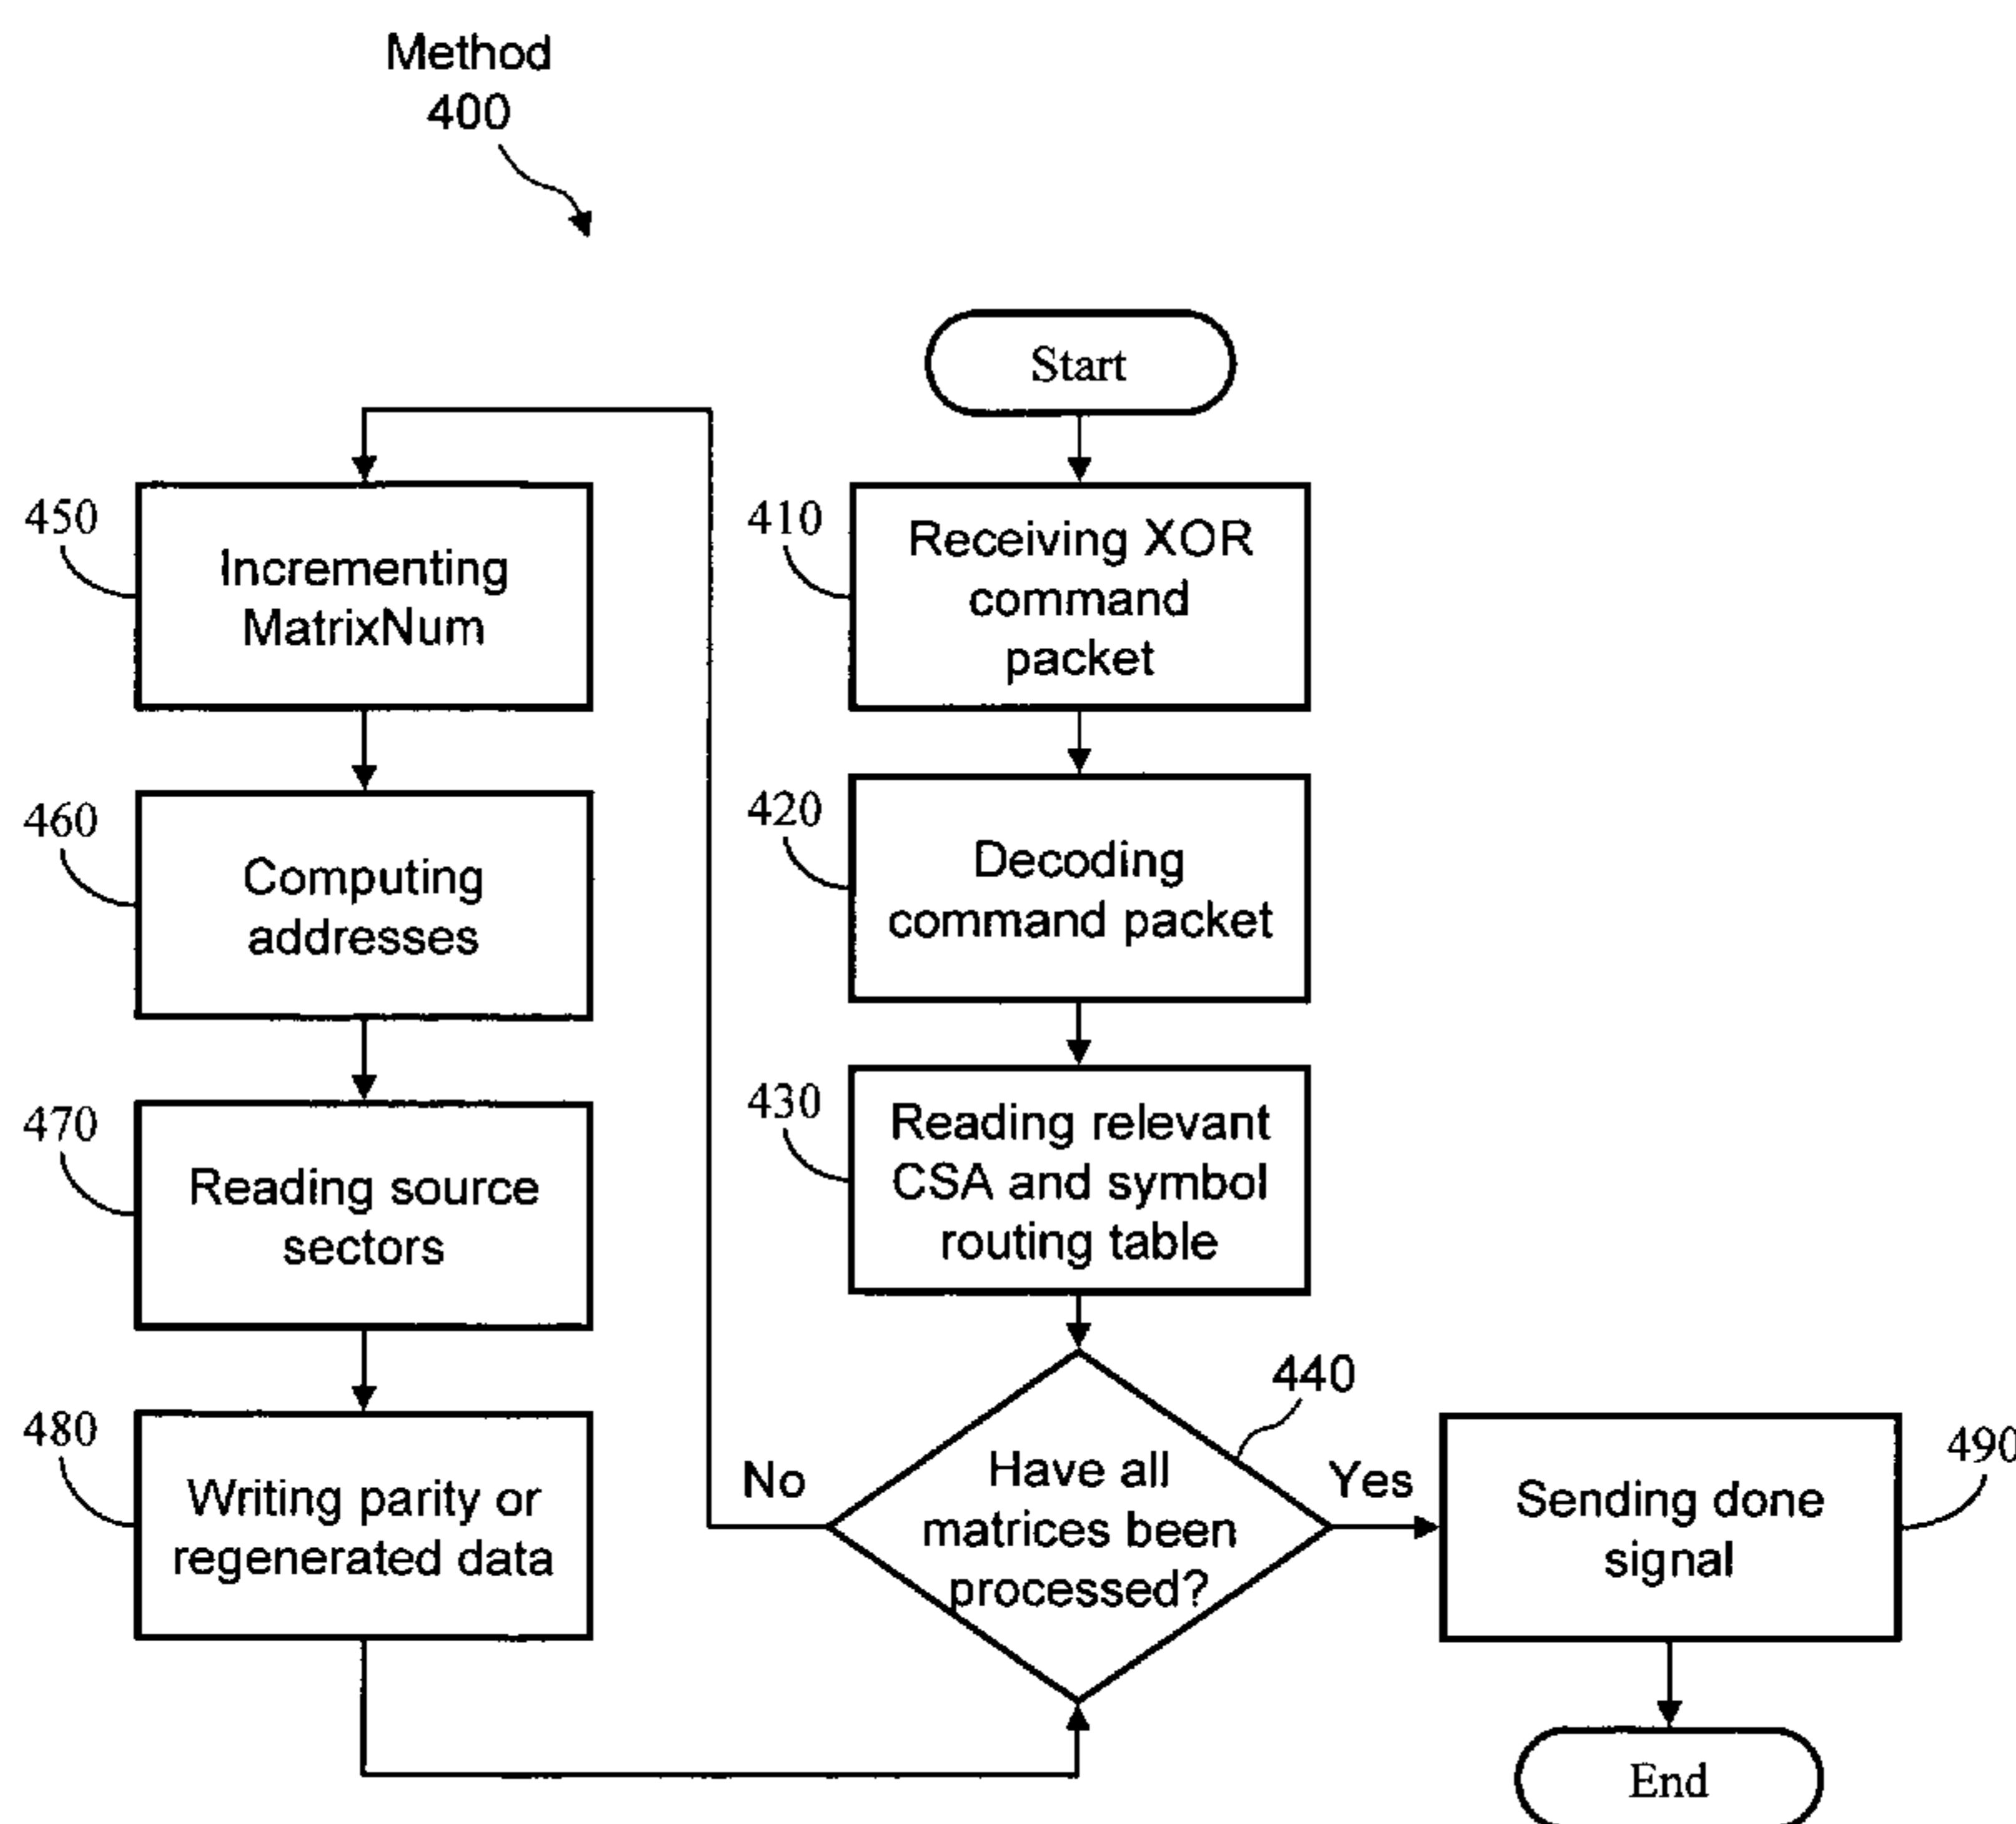 Method
400
Start
410
Receiving XOR
command
packet
420
Decoding
command packet
430
Reading relevant
CSA and symbol
routing table
440
Have all
matrices been
processed?
No
Yes
450
Incrementing
MatrixNum
460
Computing
addresses
470
Reading source
sectors
480
Writing parity or
regenerated data
490
Sending done
signal
End